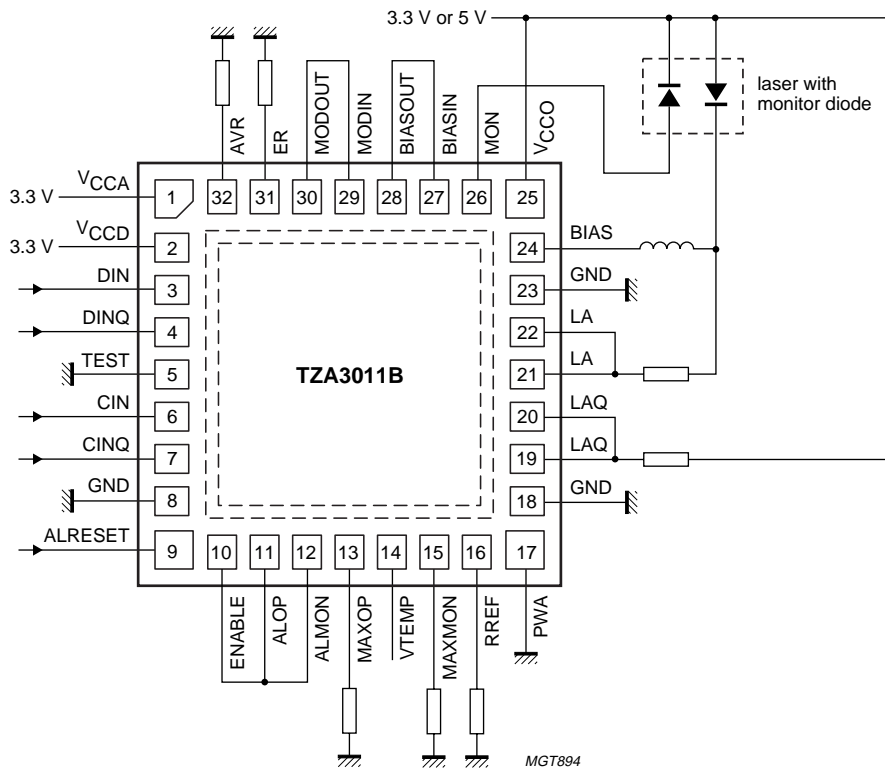 3.3 V or 5 V
laser with
monitor diode
AVR
ER
MODOUT
MODIN
BIASOUT
BIASIN
MON
VCCO
32
31
30
29
28
27
26
25
3.3 V
VCCA
1
3.3 V
VCCD
2
DIN
3
DINQ
4
TEST
5
CIN
6
CINQ
7
GND
8
ALRESET
9
TZA3011B
24
BIAS
23
GND
22
LA
21
LA
20
LAQ
19
LAQ
18
GND
10
11
12
13
14
15
16
17
ENABLE
ALOP
ALMON
MAXOP
VTEMP
MAXMON
RREF
PWA
MGT894